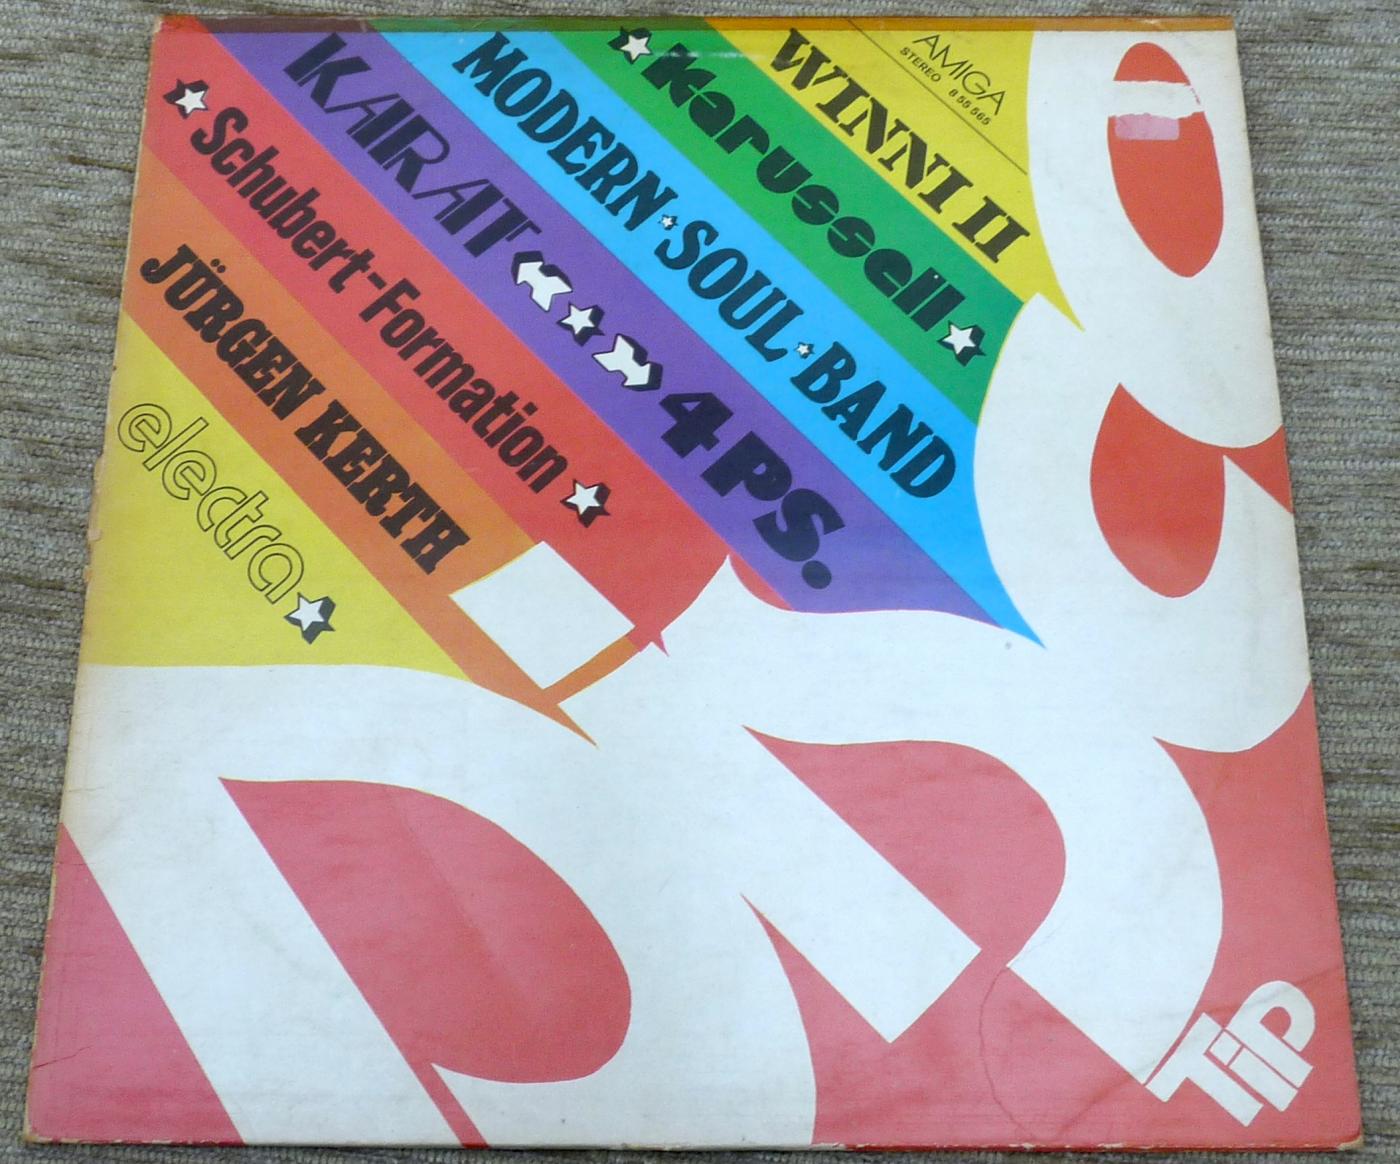 AMIGA
STEREO 8 55 565
WINNI II
Karussell
MODERN SOUL BAND
KARAT 4 PS.
Schubert-Formation
JÜRGEN KERTH
electra
TiP